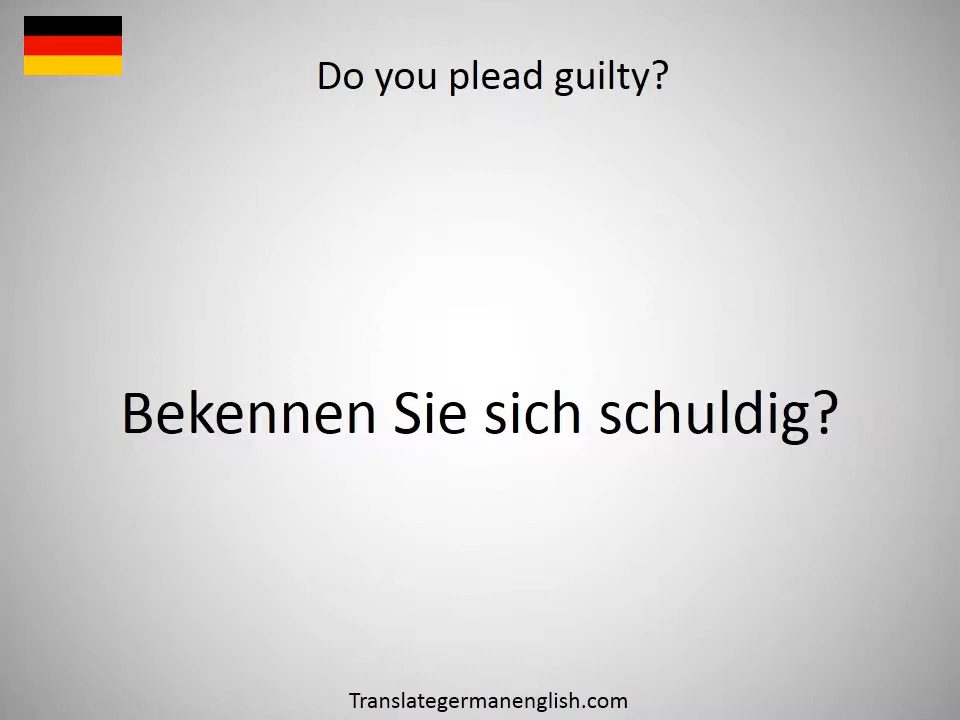 Do you plead guilty?
Bekennen Sie sich schuldig?
Translategermanenglish.com